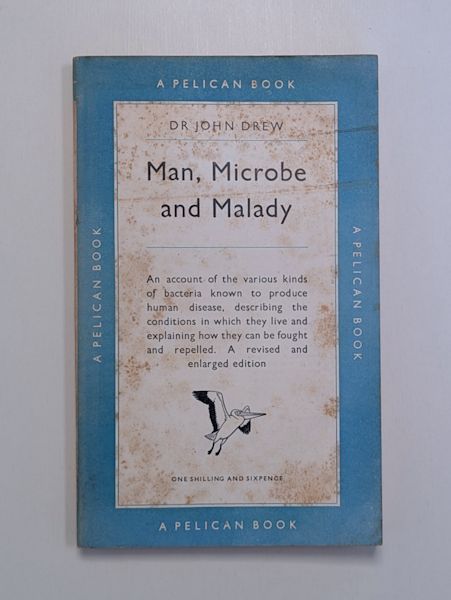 A PELICAN BOOK
DR JOHN DREW
Man, Microbe
and Malady
An account of the various kinds
of bacteria known to produce
human disease, describing the
conditions in which they live and
explaining how they can be fought
and repelled. A revised and
enlarged edition
ONE SHILLING AND SIXPENCE
A PELICAN BOOK
A PELICAN BOOK
A PELICAN BOOK